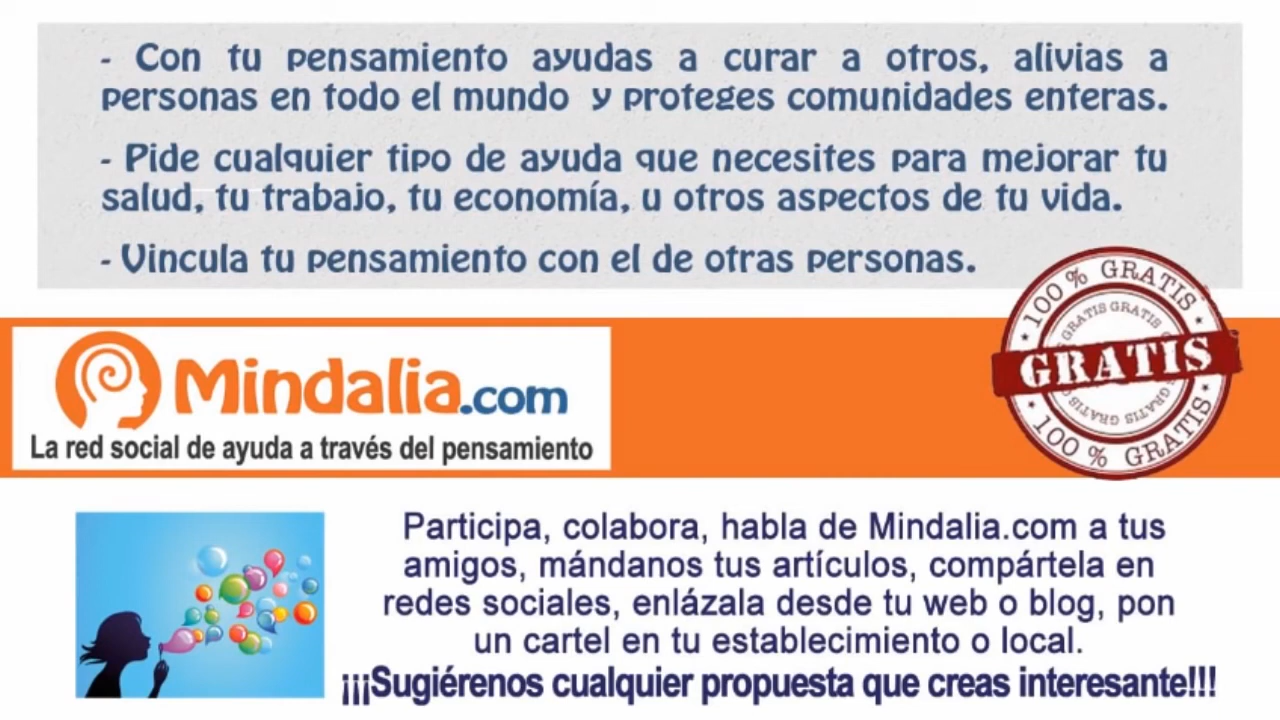 - Con tu pensamiento ayudas a curar a otros, alivias a
personas en todo el mundo y proteges comunidades enteras.
- Pide cualquier tipo de ayuda que necesites para mejorar tu
salud, tu trabajo, tu economía, u otros aspectos de tu vida.
- Vincula tu pensamiento con el de otras personas.
100 % GRATIS
GRATIS GRATIS
GRATIS
GRATIS GRATIS
100 % GRATIS
Mindalia.com
La red social de ayuda a través del pensamiento
Participa, colabora, habla de Mindalia.com a tus
amigos, mándanos tus artículos, compártela en
redes sociales, enlázala desde tu web o blog, pon
un cartel en tu establecimiento o local.
¡¡¡Sugiérenos cualquier propuesta que creas interesante!!!